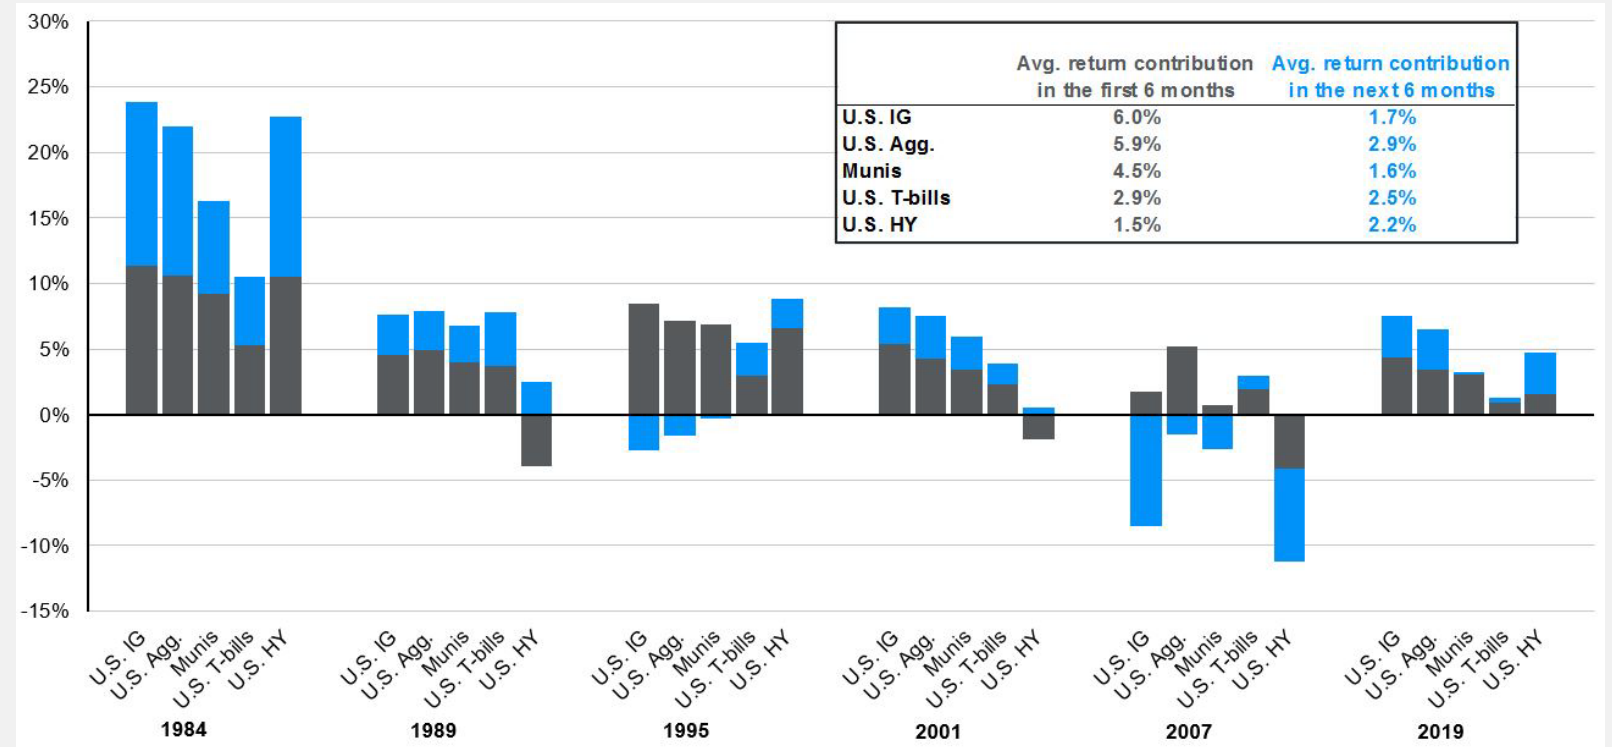 30%
25%
20%
15%
10%
5%
0%
-5%
-10%
-15%
Avg. return contribution in the first 6 months
Avg. return contribution in the next 6 months
U.S. IG 6.0% 1.7%
U.S. Agg. 5.9% 2.9%
Munis 4.5% 1.6%
U.S. T-bills 2.9% 2.5%
U.S. HY 1.5% 2.2%
U.S. IG
U.S. Agg.
Munis
U.S. T-bills
U.S. HY
1984
U.S. IG
U.S. Agg.
Munis
U.S. T-bills
U.S. HY
1989
U.S. IG
U.S. Agg.
Munis
U.S. T-bills
U.S. HY
1995
U.S. IG
U.S. Agg.
Munis
U.S. T-bills
U.S. HY
2001
U.S. IG
U.S. Agg.
Munis
U.S. T-bills
U.S. HY
2007
U.S. IG
U.S. Agg.
Munis
U.S. T-bills
U.S. HY
2019